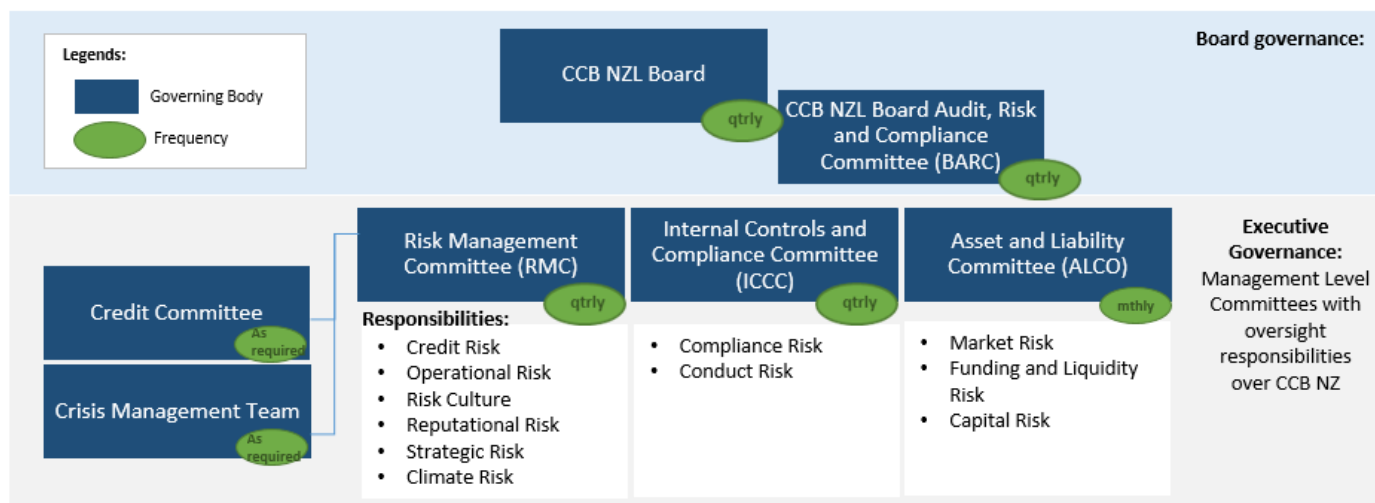 Legends:
Governing Body
Frequency
Board governance:
CCB NZL Board
qtrly
CCB NZL Board Audit, Risk
and Compliance
Committee (BARC)
qtrly
Credit Committee
As
required
Crisis Management Team
As
required
Risk Management
Committee (RMC)
qtrly
Responsibilities:
• Credit Risk
• Operational Risk
• Risk Culture
• Reputational Risk
• Strategic Risk
• Climate Risk
Internal Controls and
Compliance Committee
(ICCC)
qtrly
• Compliance Risk
• Conduct Risk
Asset and Liability
Committee (ALCO)
mthly
• Market Risk
• Funding and Liquidity
Risk
• Capital Risk
Executive
Governance:
Management Level
Committees with
oversight
responsibilities
over CCB NZ